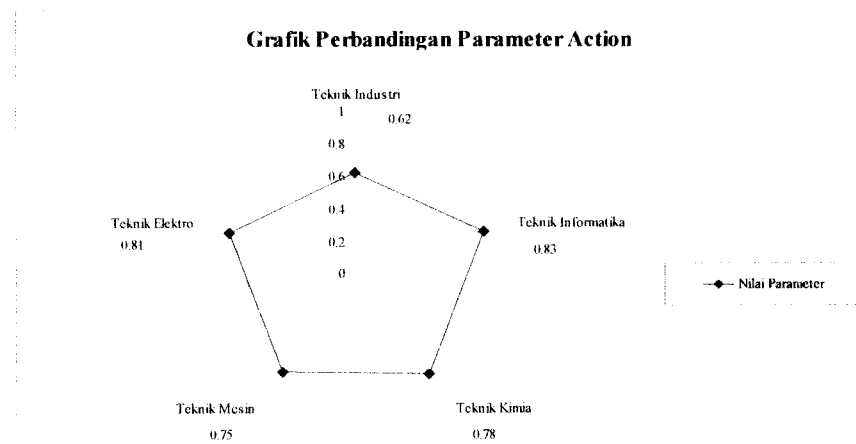 Grafik Perbandingan Parameter Action
Teknik Industri
1
0.62
0.8
0.6
0.4
0.2
0
Teknik Elektro
0.81
Teknik Informatika
0.83
Nilai Parameter
Teknik Mesin
0.75
Teknik Kimia
0.78